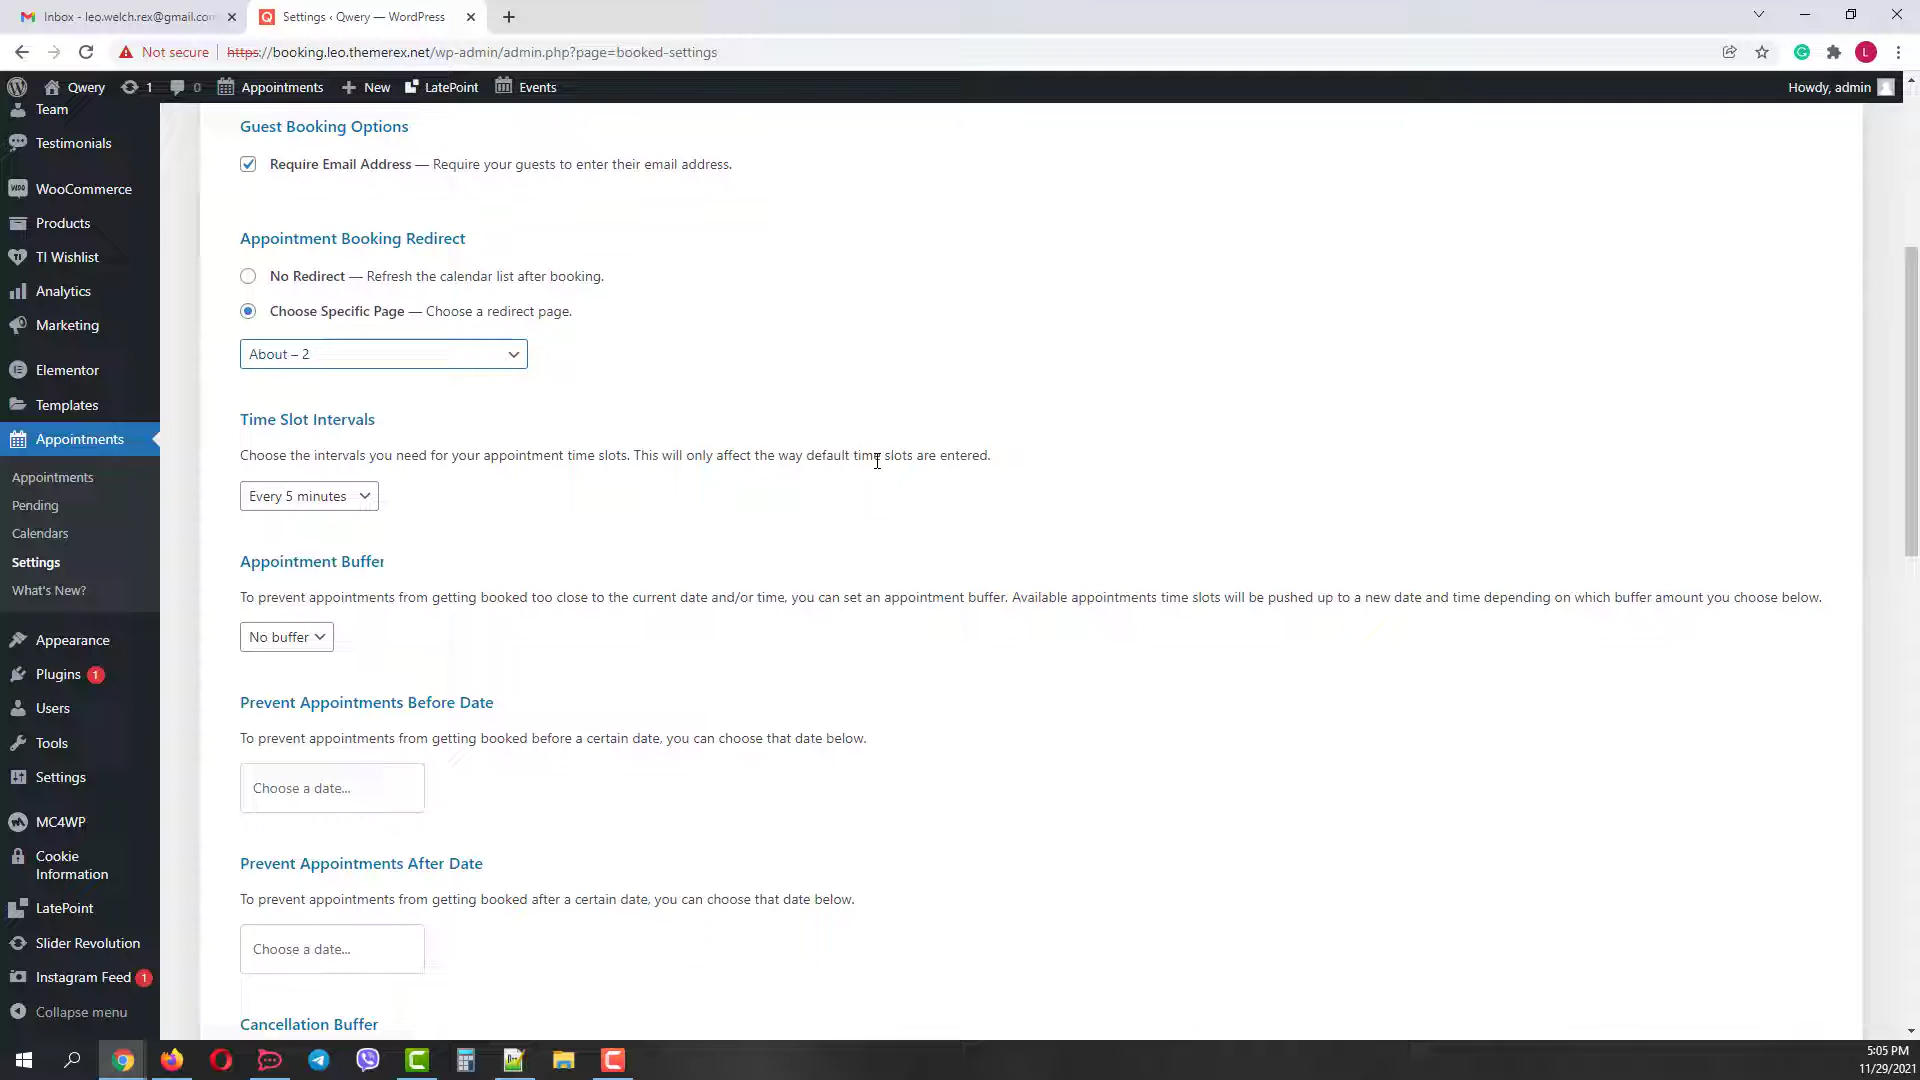 Inbox - leo.welch.rex@gmail.con
Settings ‹ Qwery — WordPress
Not secure
https://booking.leo.themerex.net/wp-admin/admin.php?page=booked-settings
L
Qwery
1
0
Appointments
New
LatePoint
Events
Howdy, admin
Team
Testimonials
WooCommerce
Products
TI Wishlist
Analytics
Marketing
Elementor
Templates
Appointments
Appointments
Pending
Calendars
Settings
What's New?
Appearance
Plugins 1
Users
Tools
Settings
MC4WP
Cookie
Information
LatePoint
Slider Revolution
Instagram Feed 1
Collapse menu
Guest Booking Options
Require Email Address — Require your guests to enter their email address.
Appointment Booking Redirect
No Redirect — Refresh the calendar list after booking.
Choose Specific Page — Choose a redirect page.
About – 2
Time Slot Intervals
Choose the intervals you need for your appointment time slots. This will only affect the way default time slots are entered.
Every 5 minutes
Appointment Buffer
To prevent appointments from getting booked too close to the current date and/or time, you can set an appointment buffer. Available appointments time slots will be pushed up to a new date and time depending on which buffer amount you choose below.
No buffer
Prevent Appointments Before Date
To prevent appointments from getting booked before a certain date, you can choose that date below.
Choose a date...
Prevent Appointments After Date
To prevent appointments from getting booked after a certain date, you can choose that date below.
Choose a date...
Cancellation Buffer
5:05 PM
11/29/2021